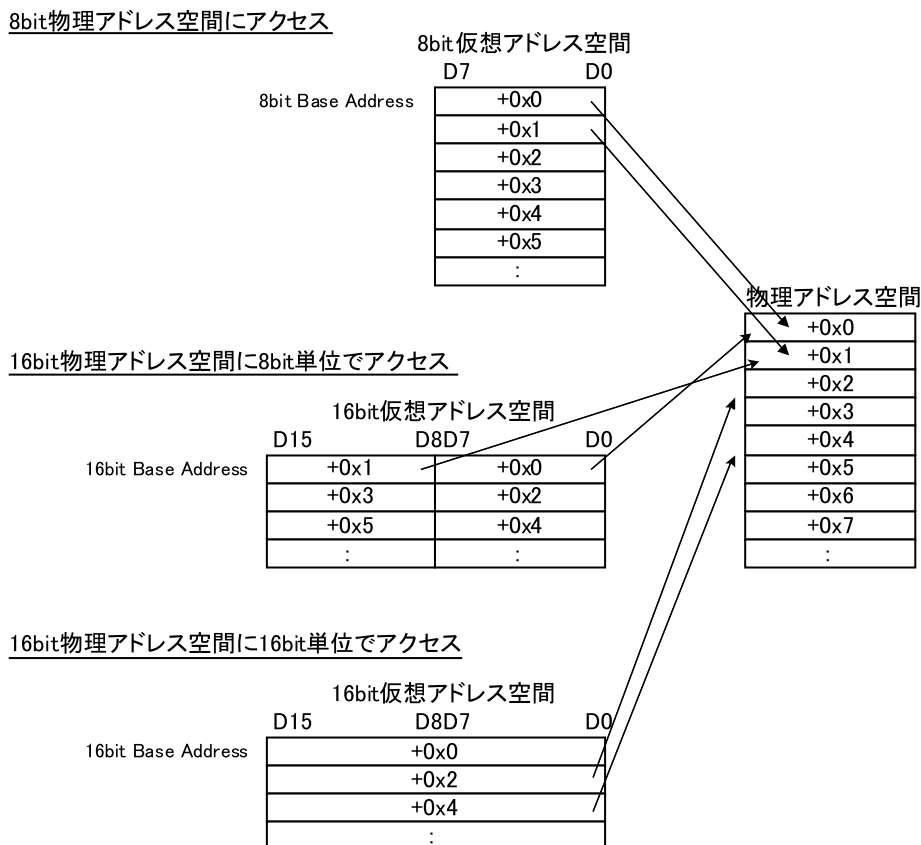 8bit物理アドレス空間にアクセス
8bit仮想アドレス空間
D7 D0
8bit Base Address
+0x0
+0x1
+0x2
+0x3
+0x4
+0x5
:
物理アドレス空間
+0x0
+0x1
+0x2
+0x3
+0x4
+0x5
+0x6
+0x7
:
16bit物理アドレス空間に8bit単位でアクセス
16bit仮想アドレス空間
D15 D8D7 D0
16bit Base Address
+0x1 +0x0
+0x3 +0x2
+0x5 +0x4
: :
16bit物理アドレス空間に16bit単位でアクセス
16bit仮想アドレス空間
D15 D8D7 D0
16bit Base Address
+0x0
+0x2
+0x4
: